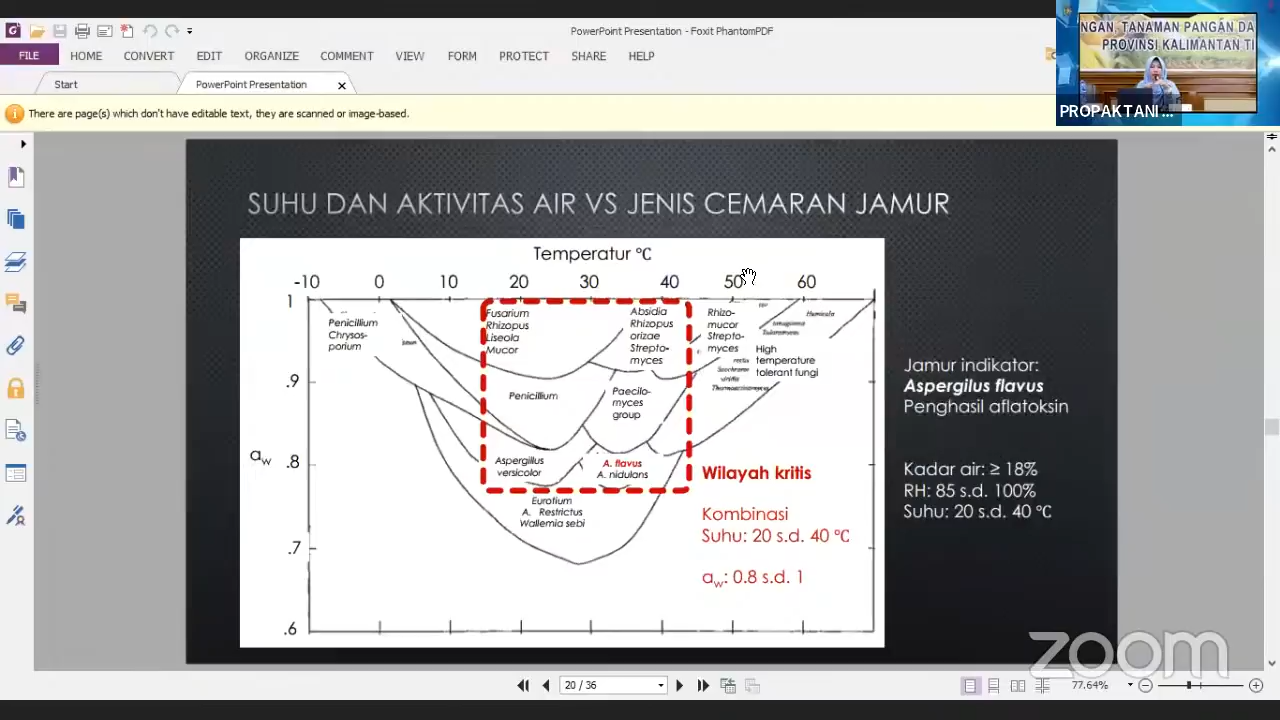 PowerPoint Presentation - Foxit PhantomPDF
FILE HOME CONVERT EDIT ORGANIZE COMMENT VIEW FORM PROTECT SHARE HELP
Start PowerPoint Presentation
There are page(s) which don't have editable text, they are scanned or image-based.
NGAN, TANAMAN PANGAN DA
PROVINSI KALIMANTAN TI
PROPAKTANI ...
SUHU DAN AKTIVITAS AIR VS JENIS CEMARAN JAMUR
Temperatur °C
-10 0 10 20 30 40 50 60
1
.9
.8
.7
.6
aw
Penicillium
Chrysos-
porium
Fusarium
Rhizopus
Liseola
Mucor
Absidia
Rhizopus
orizae
Strepto-
myces
Rhizo-
mucor
Strepto-
myces
Humicola
High
temperature
tolerant fungi
Penicillium
Paecilo-
myces
group
Aspergillus
versicolor
A. flavus
A. nidulans
Eurotium
A. Restrictus
Wallemia sebi
Wilayah kritis
Kombinasi
Suhu: 20 s.d. 40 °C
aw: 0.8 s.d. 1
Jamur indikator:
Aspergilus flavus
Penghasil aflatoksin
Kadar air: ≥ 18%
RH: 85 s.d. 100%
Suhu: 20 s.d. 40 °C
zoom
20 / 36
77.64%